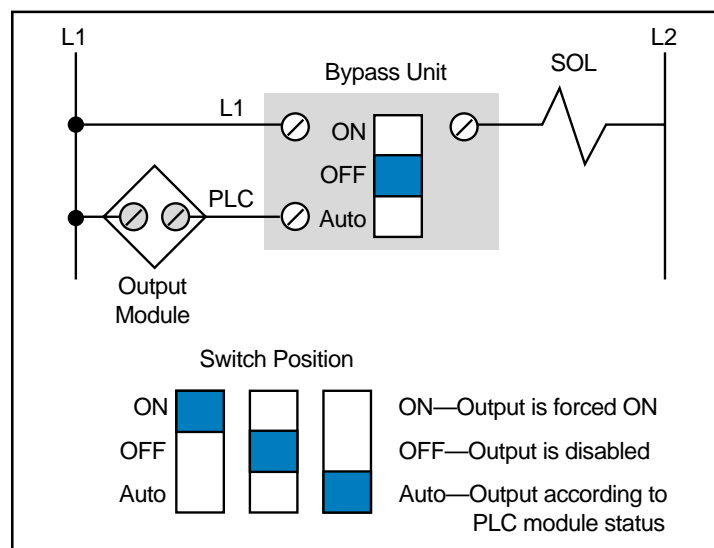 L1
L2
SOL
Bypass Unit
L1
ON
OFF
PLC
Auto
Output
Module
Switch Position
ON
ON—Output is forced ON
OFF
OFF—Output is disabled
Auto
Auto—Output according to
PLC module status